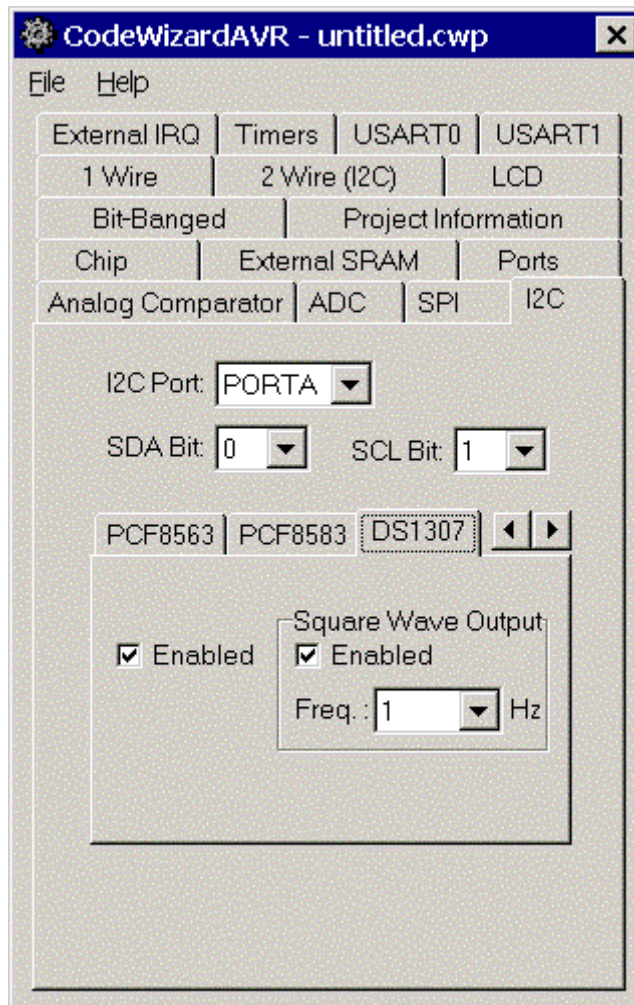 CodeWizardAVR - untitled.cwp
File Help
External IRQ Timers USART0 USART1
1 Wire 2 Wire (I2C) LCD
Bit-Banged Project Information
Chip External SRAM Ports
Analog Comparator ADC SPI I2C
I2C Port: PORTA
SDA Bit: 0 SCL Bit: 1
PCF8563 PCF8583 DS1307
Square Wave Output
Enabled Enabled
Freq. : 1 Hz